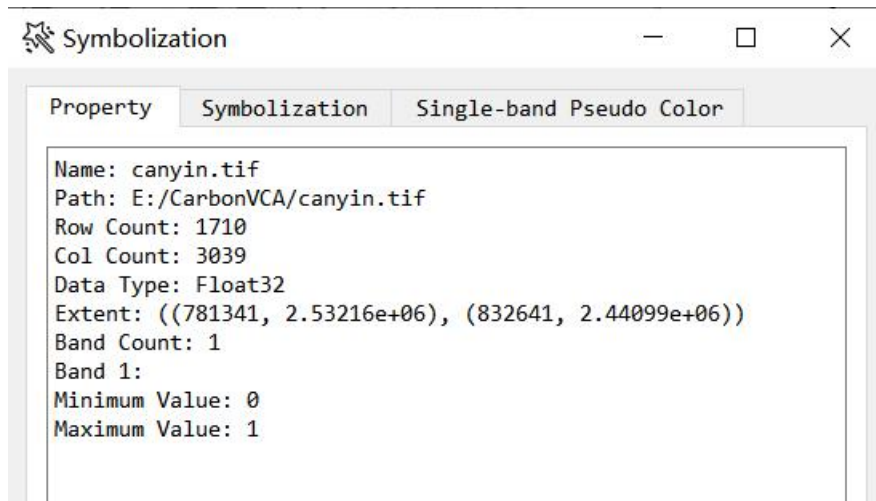 Symbolization
Property Symbolization Single-band Pseudo Color
Name: canyin.tif
Path: E:/CarbonVCA/canyin.tif
Row Count: 1710
Col Count: 3039
Data Type: Float32
Extent: ((781341, 2.53216e+06), (832641, 2.44099e+06))
Band Count: 1
Band 1:
Minimum Value: 0
Maximum Value: 1